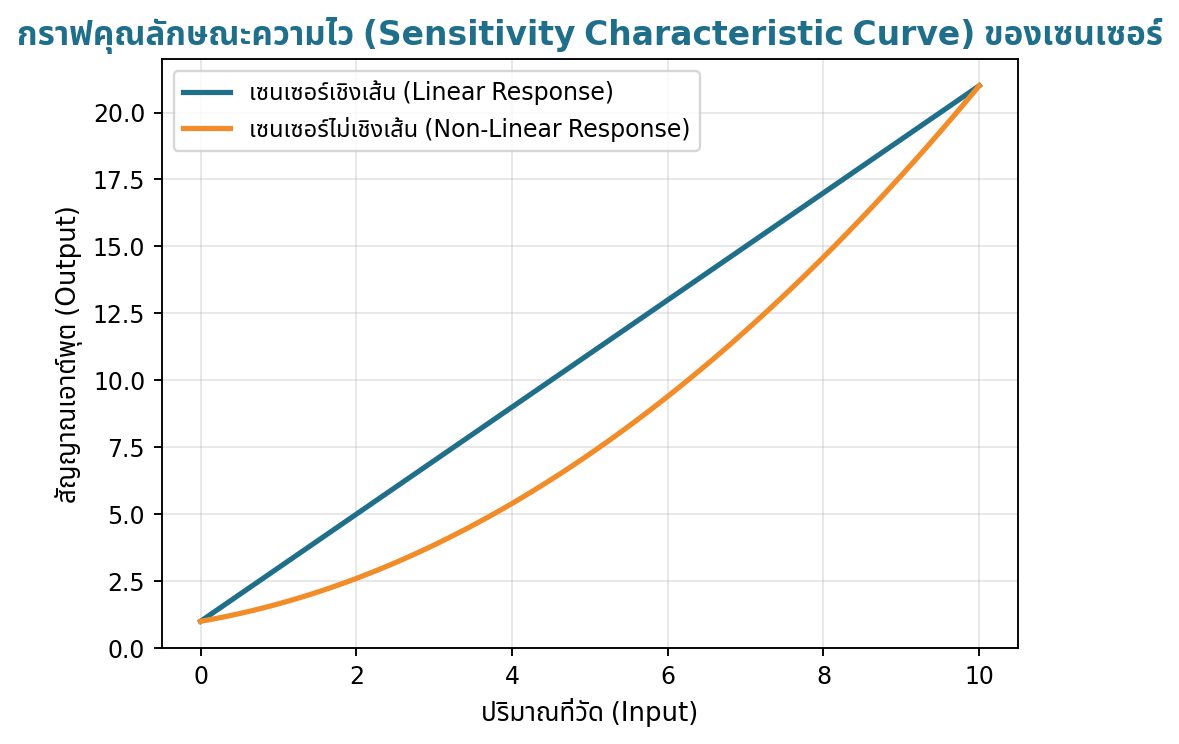 กราฟคุณลักษณะความไว (Sensitivity Characteristic Curve) ของเซนเซอร์
เซนเซอร์เชิงเส้น (Linear Response)
เซนเซอร์ไม่เชิงเส้น (Non-Linear Response)
สัญญาณเอาต์พุต (Output)
20.0
17.5
15.0
12.5
10.0
7.5
5.0
2.5
0.0
0 2 4 6 8 10
ปริมาณที่วัด (Input)